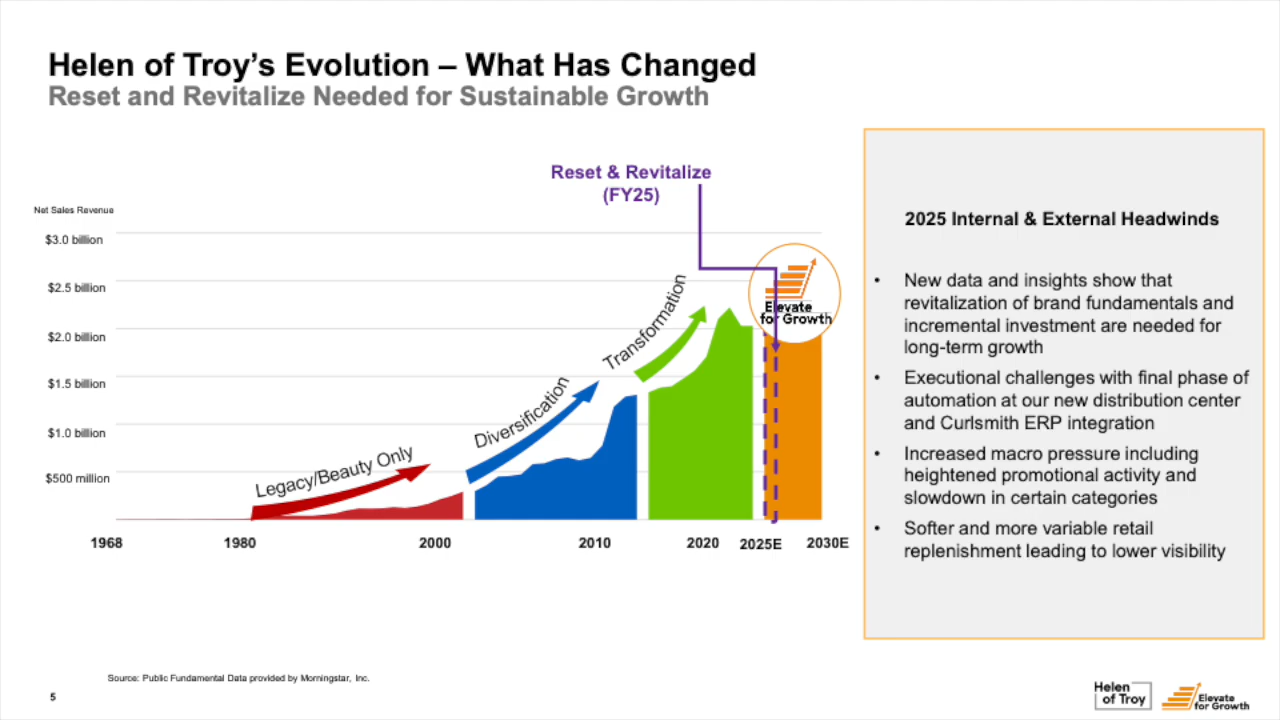 Helen of Troy’s Evolution – What Has Changed
Reset and Revitalize Needed for Sustainable Growth
Reset & Revitalize
(FY25)
Net Sales Revenue
$3.0 billion
$2.5 billion
$2.0 billion
$1.5 billion
$1.0 billion
$500 million
Legacy/Beauty Only
Diversification
Transformation
Elevate
for Growth
1968
1980
2000
2010
2020
2025E
2030E
2025 Internal & External Headwinds
• New data and insights show that
revitalization of brand fundamentals and
incremental investment are needed for
long-term growth
• Executional challenges with final phase of
automation at our new distribution center
and Curlsmith ERP integration
• Increased macro pressure including
heightened promotional activity and
slowdown in certain categories
• Softer and more variable retail
replenishment leading to lower visibility
Source: Public Fundamental Data provided by Morningstar, Inc.
5
Helen
of Troy
Elevate
for Growth